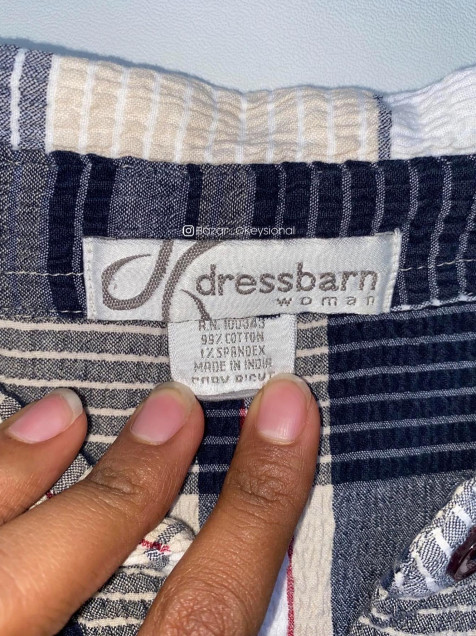 Bazar_Okeysional
dressbarn
woman
R.N. 100343
99% COTTON
1% SPANDEX
MADE IN INDIA